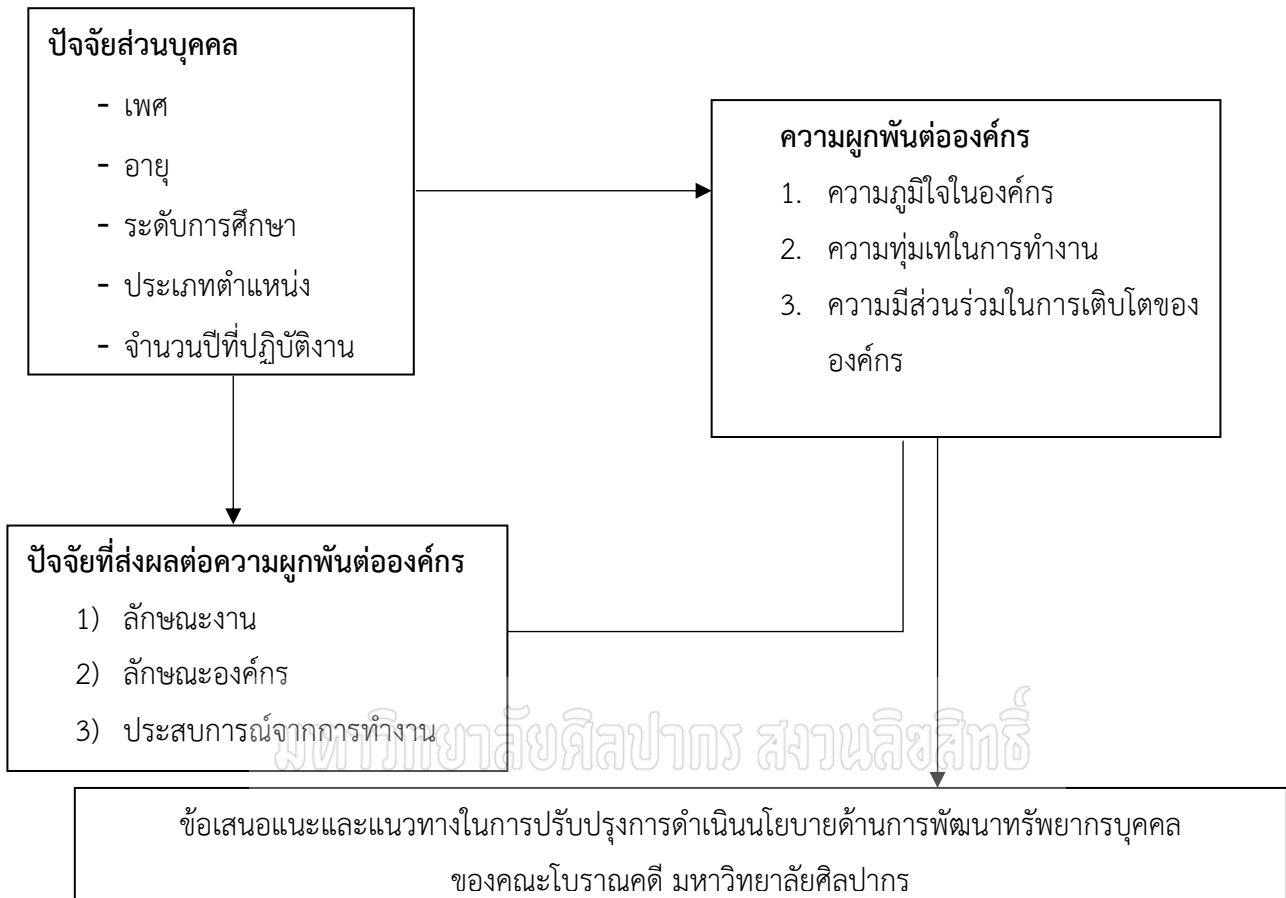 ปัจจัยส่วนบุคคล
- เพศ
- อายุ
- ระดับการศึกษา
- ประเภทตำแหน่ง
- จำนวนปีที่ปฏิบัติงาน
ความผูกพันต่อองค์กร
1. ความภูมิใจในองค์กร
2. ความทุ่มเทในการทำงาน
3. ความมีส่วนร่วมในการเติบโตของ
องค์กร
ปัจจัยที่ส่งผลต่อความผูกพันต่อองค์กร
1) ลักษณะงาน
2) ลักษณะองค์กร
3) ประสบการณ์จากการทำงาน
มหาวิทยาลัยศิลปากร สงวนลิขสิทธิ์
ข้อเสนอแนะและแนวทางในการปรับปรุงการดำเนินนโยบายด้านการพัฒนาทรัพยากรบุคคล
ของคณะโบราณคดี มหาวิทยาลัยศิลปากร